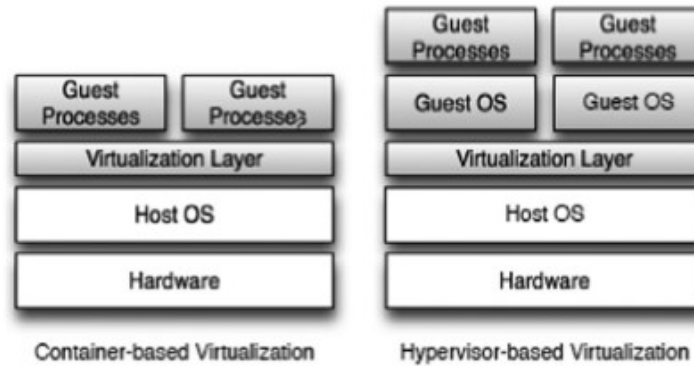 Guest
Processes
Guest
Processes
Virtualization Layer
Host OS
Hardware
Container-based Virtualization
Guest
Processes
Guest
Processes
Guest OS
Guest OS
Virtualization Layer
Host OS
Hardware
Hypervisor-based Virtualization